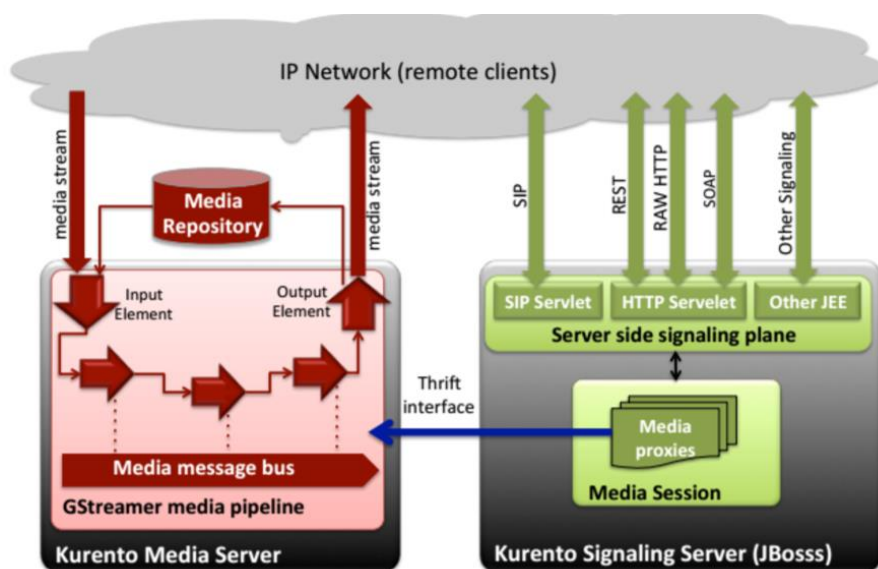 IP Network (remote clients)
media stream
Media
Repository
media stream
SIP
REST
RAW HTTP
SOAP
Other Signaling
Input
Element
Output
Element
SIP Servlet
HTTP Servelet
Other JEE
Server side signaling plane
Thrift
interface
Media
proxies
Media message bus
GStreamer media pipeline
Media Session
Kurento Media Server
Kurento Signaling Server (JBosss)